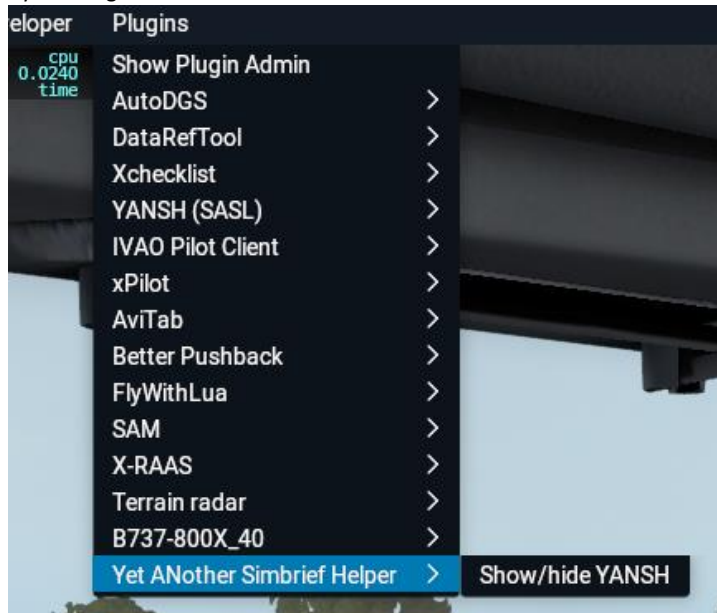 eloper Plugins
cpu
0.0240
time
Show Plugin Admin
AutoDGS
DataRefTool
Xchecklist
YANSH (SASL)
IVAO Pilot Client
xPilot
AviTab
Better Pushback
FlyWithLua
SAM
X-RAAS
Terrain radar
B737-800X_40
Yet ANother Simbrief Helper Show/hide YANSH